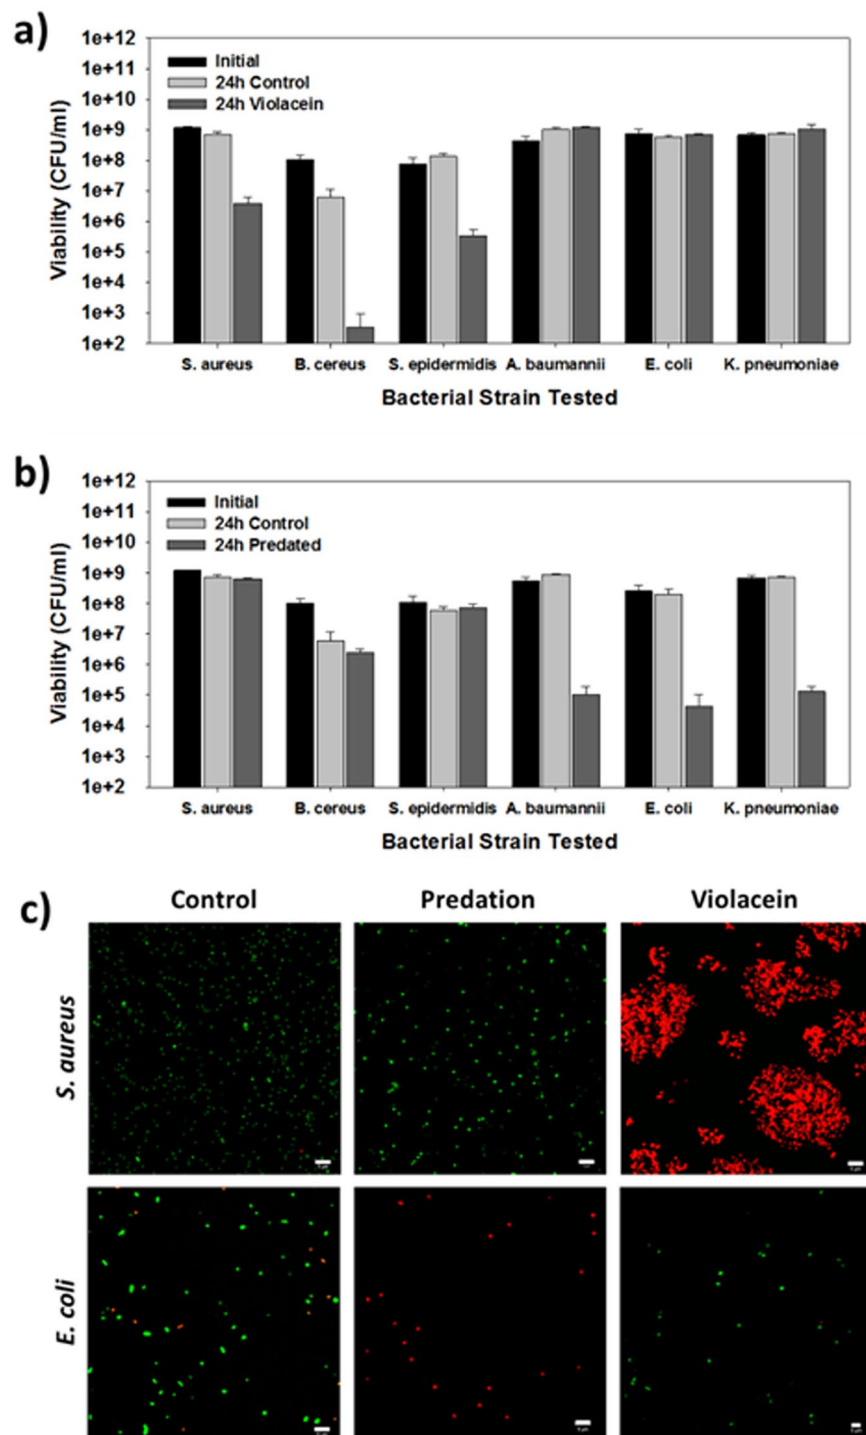 a)
1e+12
1e+11
1e+10
1e+9
1e+8
1e+7
1e+6
1e+5
1e+4
1e+3
1e+2
Viability (CFU/ml)
Initial
24h Control
24h Violacein
S. aureus B. cereus S. epidermidis A. baumannii E. coli K. pneumoniae
Bacterial Strain Tested
b)
1e+12
1e+11
1e+10
1e+9
1e+8
1e+7
1e+6
1e+5
1e+4
1e+3
1e+2
Viability (CFU/ml)
Initial
24h Control
24h Predated
S. aureus B. cereus S. epidermidis A. baumannii E. coli K. pneumoniae
Bacterial Strain Tested
c)
Control Predation Violacein
S. aureus
E. coli